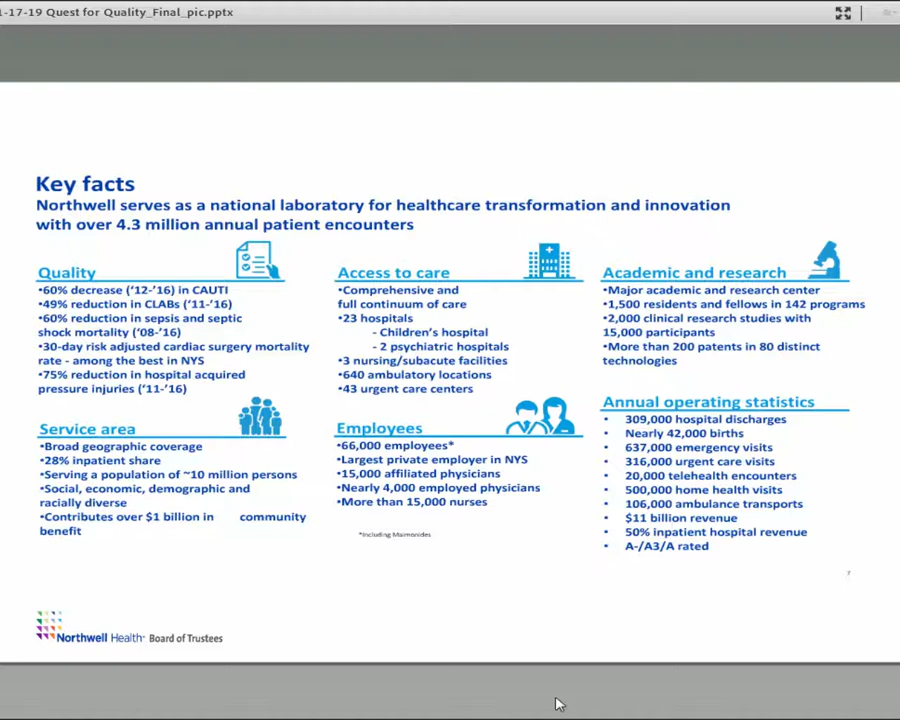 1-17-19 Quest for Quality_Final_pic.pptx
Key facts
Northwell serves as a national laboratory for healthcare transformation and innovation
with over 4.3 million annual patient encounters
Quality
•60% decrease (‘12-’16) in CAUTI
•49% reduction in CLABs (‘11-’16)
•60% reduction in sepsis and septic
shock mortality (‘08-’16)
•30-day risk adjusted cardiac surgery mortality
rate - among the best in NYS
•75% reduction in hospital acquired
pressure injuries (‘11-’16)
Access to care
•Comprehensive and
full continuum of care
•23 hospitals
- Children’s hospital
- 2 psychiatric hospitals
•3 nursing/subacute facilities
•640 ambulatory locations
•43 urgent care centers
Academic and research
•Major academic and research center
•1,500 residents and fellows in 142 programs
•2,000 clinical research studies with
15,000 participants
•More than 200 patents in 80 distinct
technologies
Service area
•Broad geographic coverage
•28% inpatient share
•Serving a population of ~10 million persons
•Social, economic, demographic and
racially diverse
•Contributes over $1 billion in community
benefit
Employees
•66,000 employees*
•Largest private employer in NYS
•15,000 affiliated physicians
•Nearly 4,000 employed physicians
•More than 15,000 nurses
*Including Maimonides
Annual operating statistics
• 309,000 hospital discharges
• Nearly 42,000 births
• 637,000 emergency visits
• 316,000 urgent care visits
• 20,000 telehealth encounters
• 500,000 home health visits
• 106,000 ambulance transports
• $11 billion revenue
• 50% inpatient hospital revenue
• A-/A3/A rated
7
Northwell Health· Board of Trustees